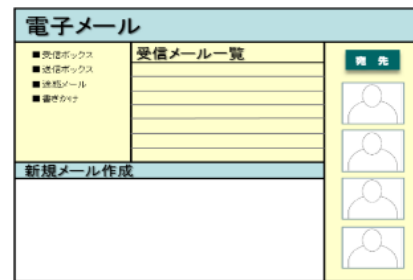 電子メール
■受信ボックス
■送信ボックス
■迷惑メール
■書きかけ
受信メール一覧
新規メール作成
宛先